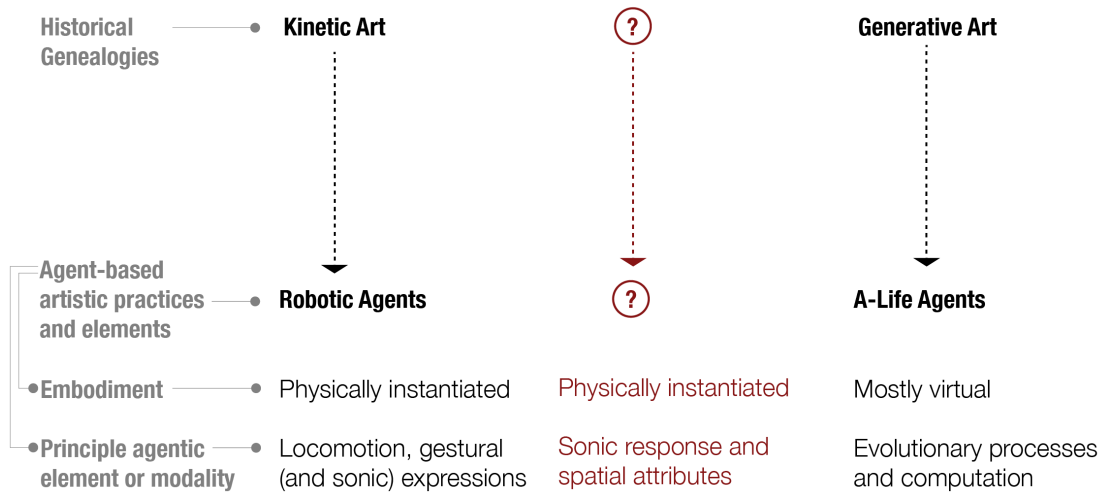 Historical
Genealogies
Kinetic Art
?
Generative Art
Agent-based
artistic practices
and elements
Robotic Agents
?
A-Life Agents
Embodiment
Physically instantiated
Physically instantiated
Mostly virtual
Principle agentic
element or modality
Locomotion, gestural
(and sonic) expressions
Sonic response and
spatial attributes
Evolutionary processes
and computation